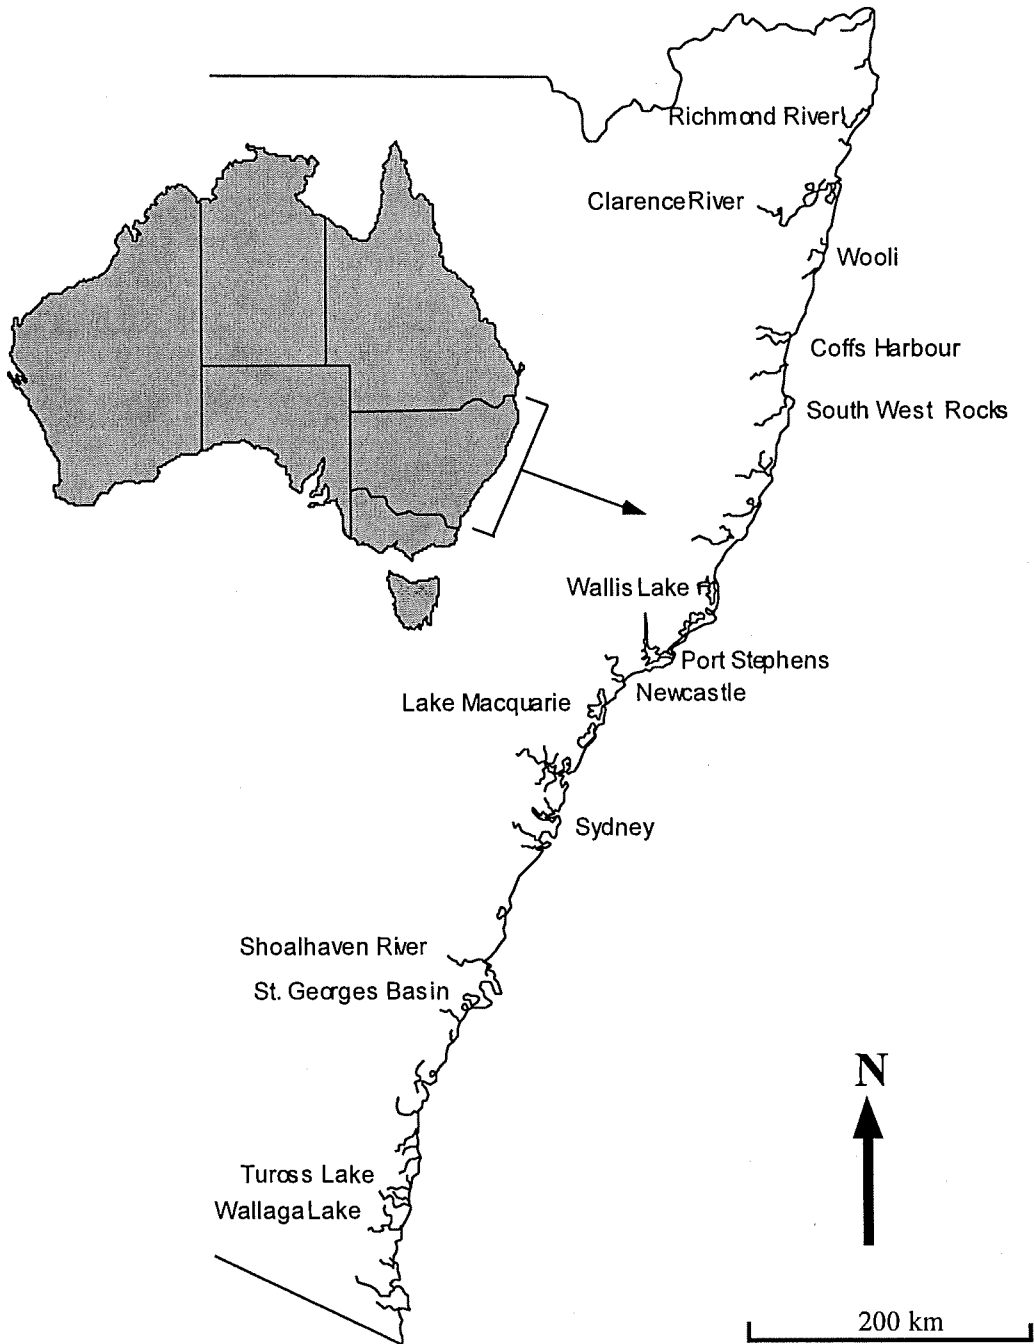 Richmond River
Clarence River
Wooli
Coffs Harbour
South West Rocks
Wallis Lake
Port Stephens
Newcastle
Lake Macquarie
Sydney
Shoalhaven River
St. Georges Basin
N
Tuross Lake
Wallaga Lake
200 km